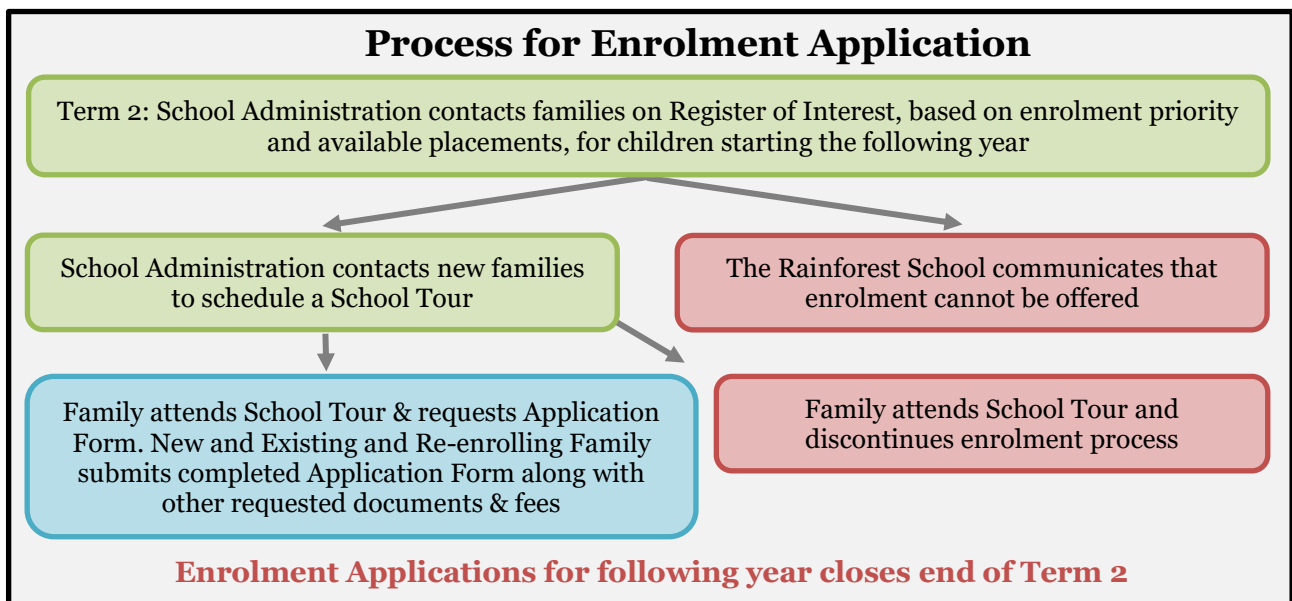 Process for Enrolment Application
Term 2: School Administration contacts families on Register of Interest, based on enrolment priority
and available placements, for children starting the following year
School Administration contacts new families
to schedule a School Tour
The Rainforest School communicates that
enrolment cannot be offered
Family attends School Tour & requests Application
Form. New and Existing and Re-enrolling Family
submits completed Application Form along with
other requested documents & fees
Family attends School Tour and
discontinues enrolment process
Enrolment Applications for following year closes end of Term 2